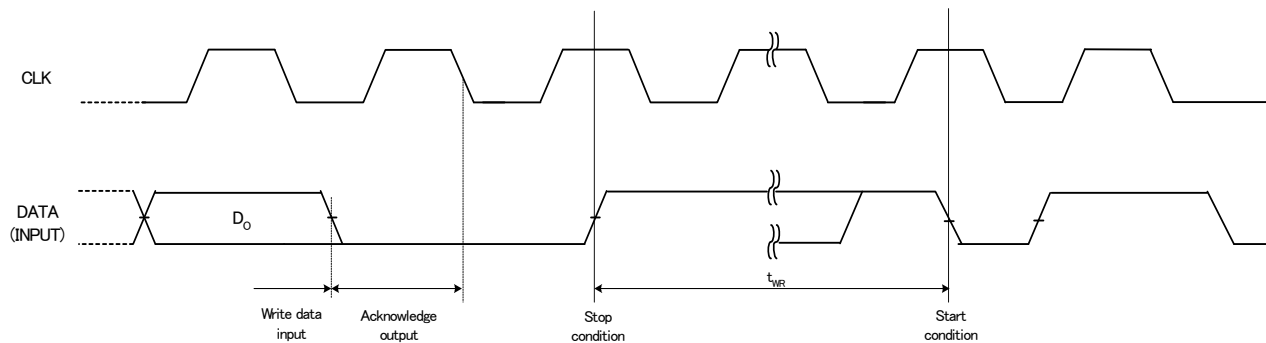 CLK
DATA
(INPUT)
DO
tWR
Write data
input
Acknowledge
output
Stop
condition
Start
condition